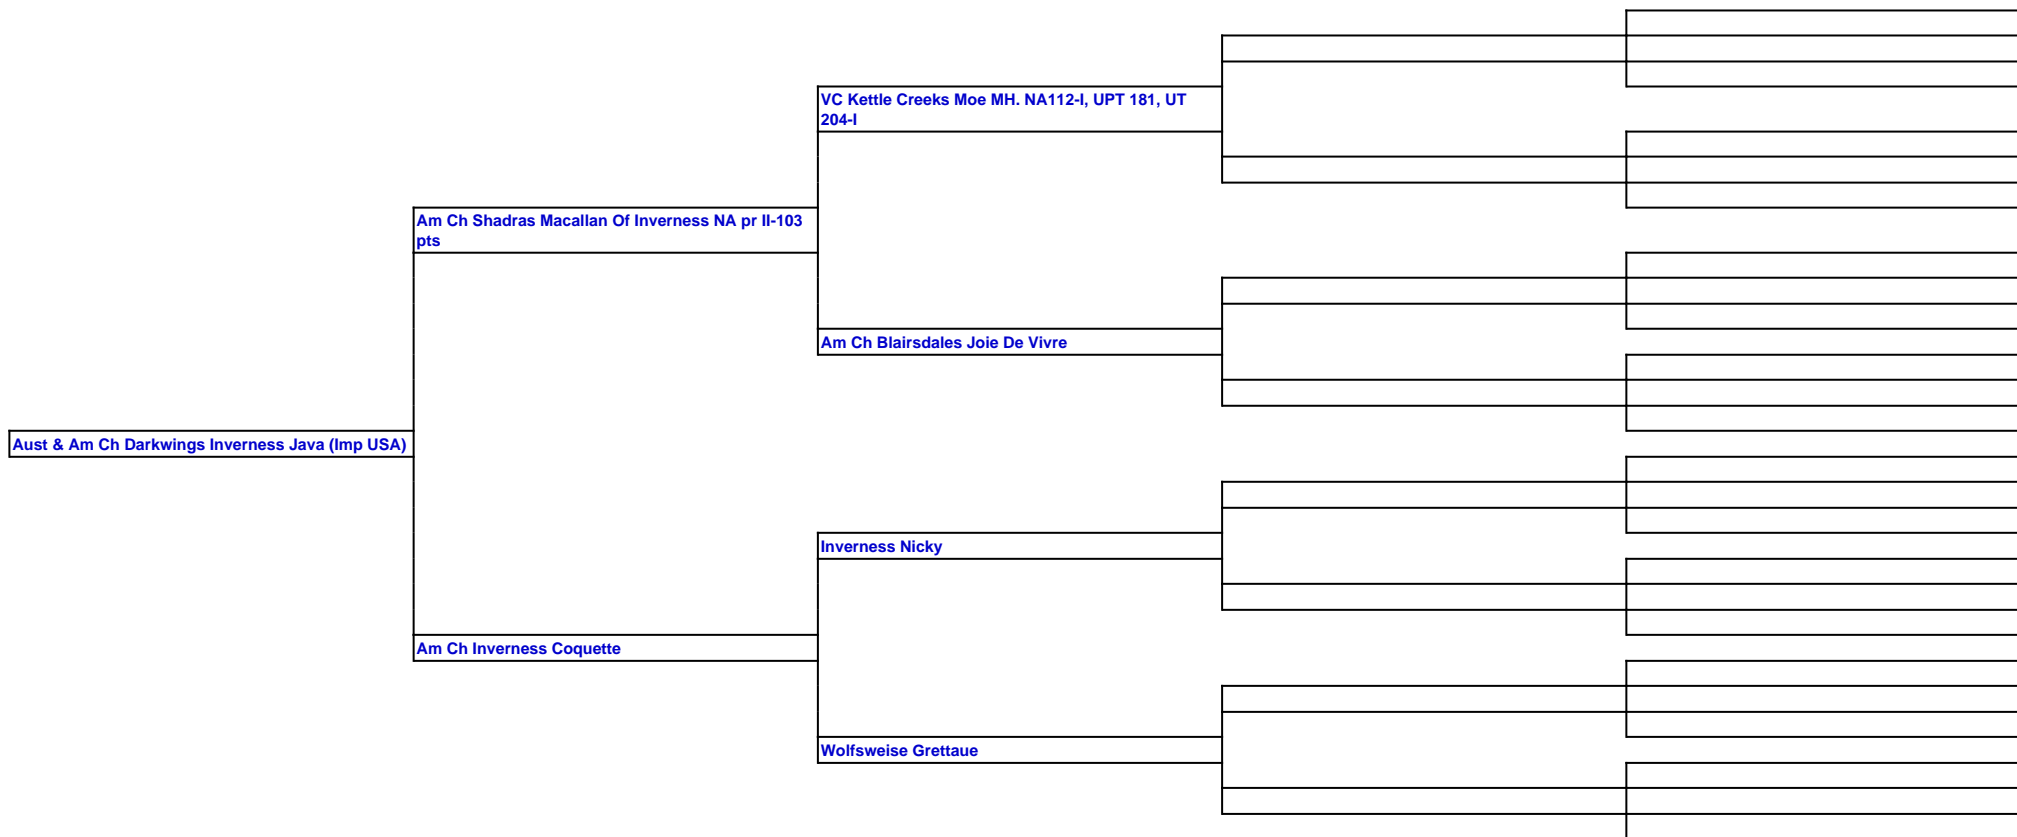 VC Kettle Creeks Moe MH. NA112-I, UPT 181, UT
204-I
Am Ch Shadras Macallan Of Inverness NA pr II-103
pts
Am Ch Blairsdales Joie De Vivre
Aust & Am Ch Darkwings Inverness Java (Imp USA)
Inverness Nicky
Am Ch Inverness Coquette
Wolfsweise Grettaue